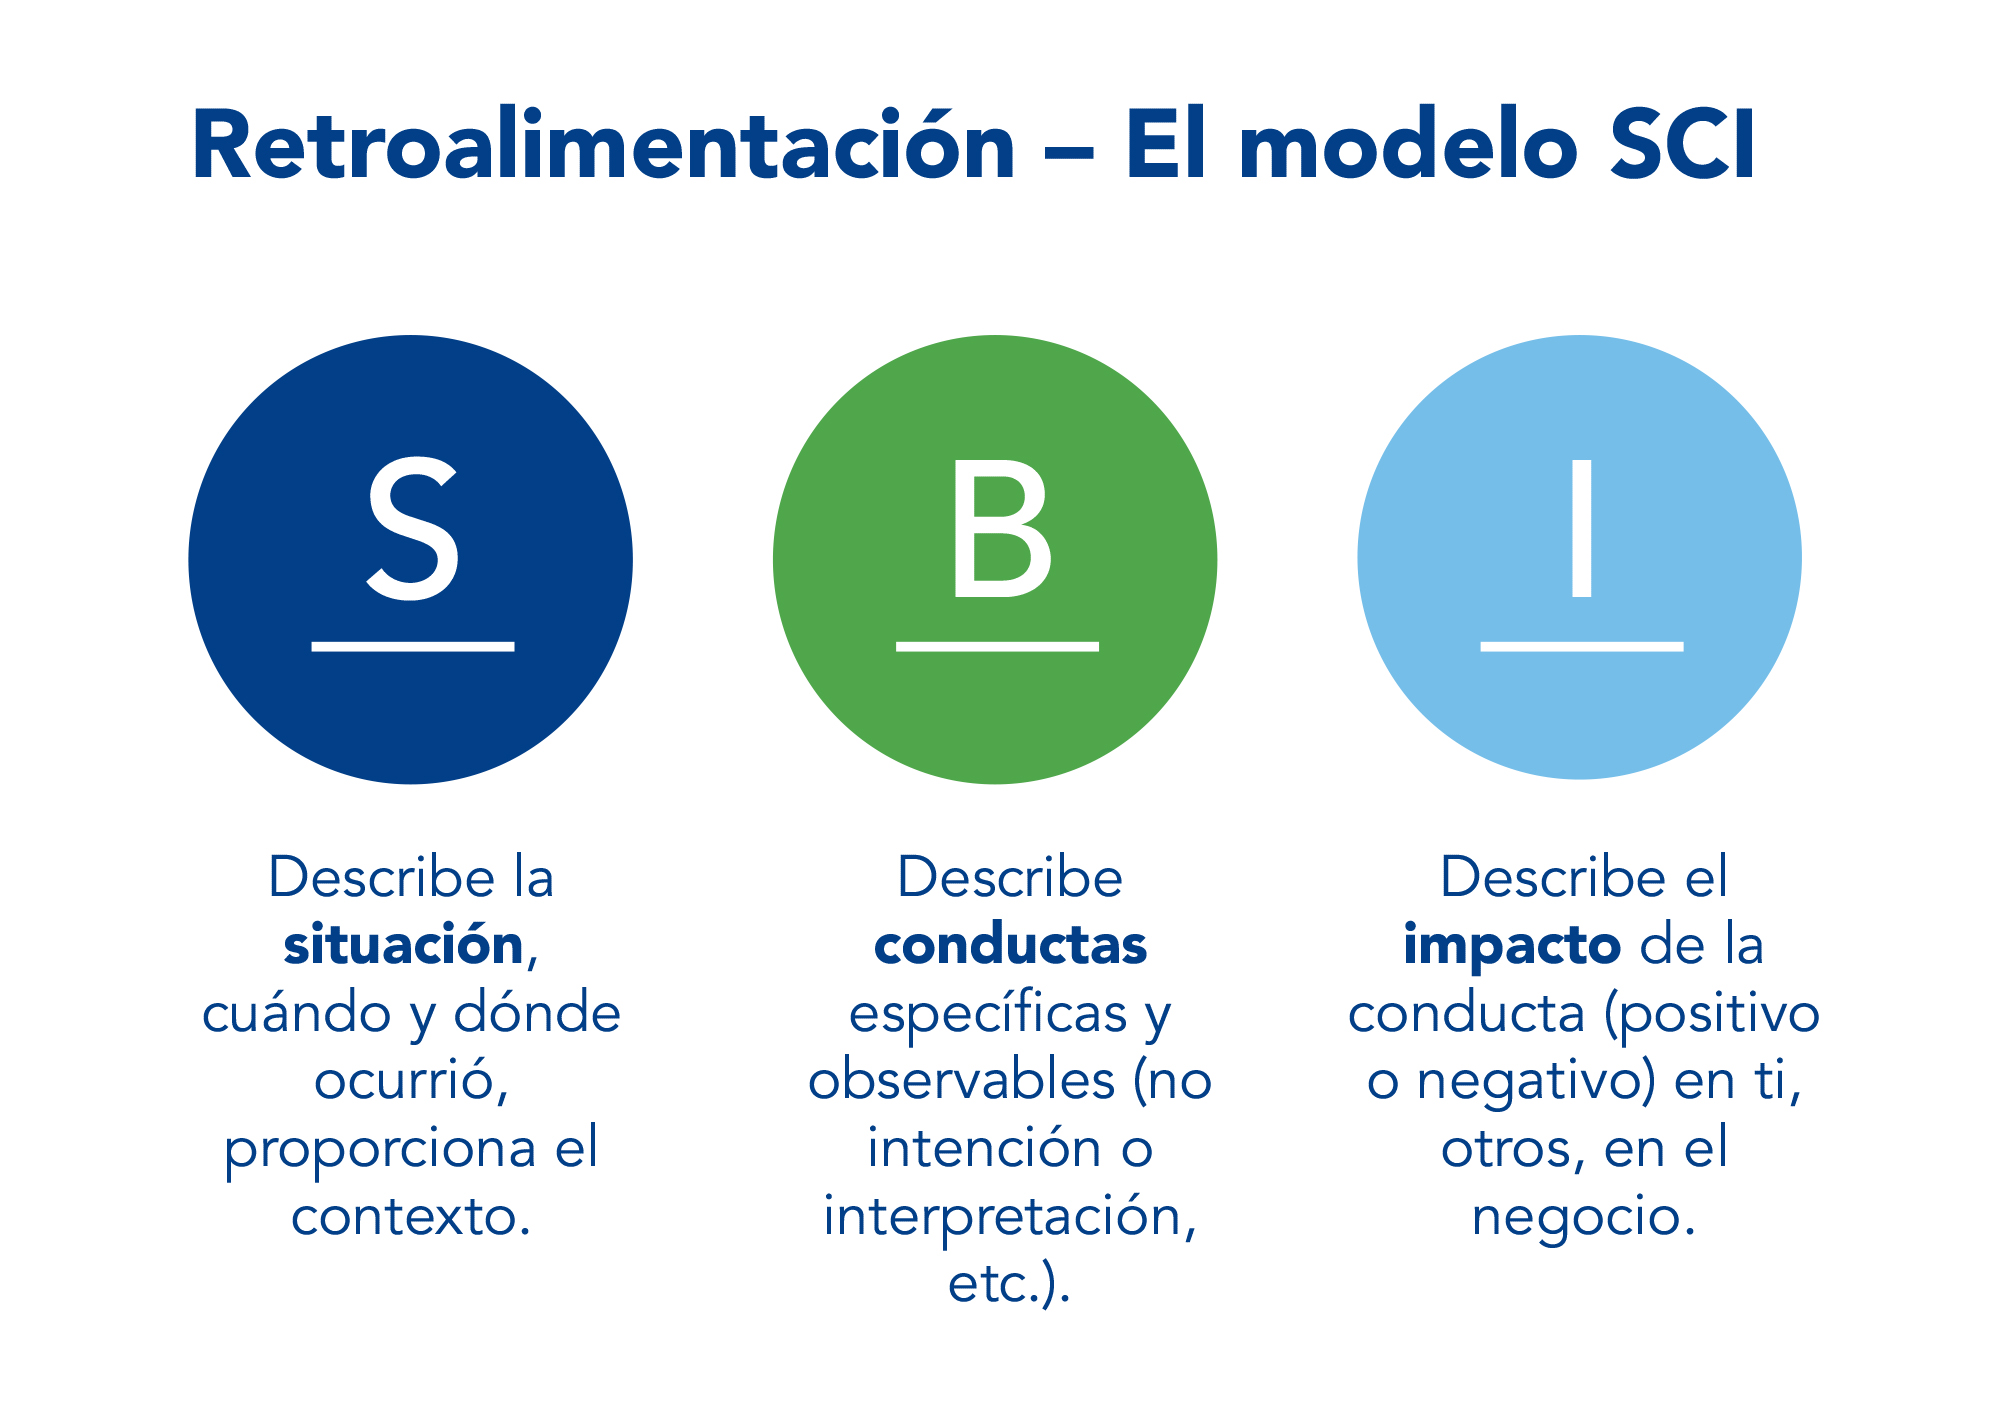 Retroalimentación – El modelo SCI
S
B
I
Describe la
situación,
cuándo y dónde
ocurrió,
proporciona el
contexto.
Describe
conductas
específicas y
observables (no
intención o
interpretación,
etc.).
Describe el
impacto de la
conducta (positivo
o negativo) en ti,
otros, en el
negocio.